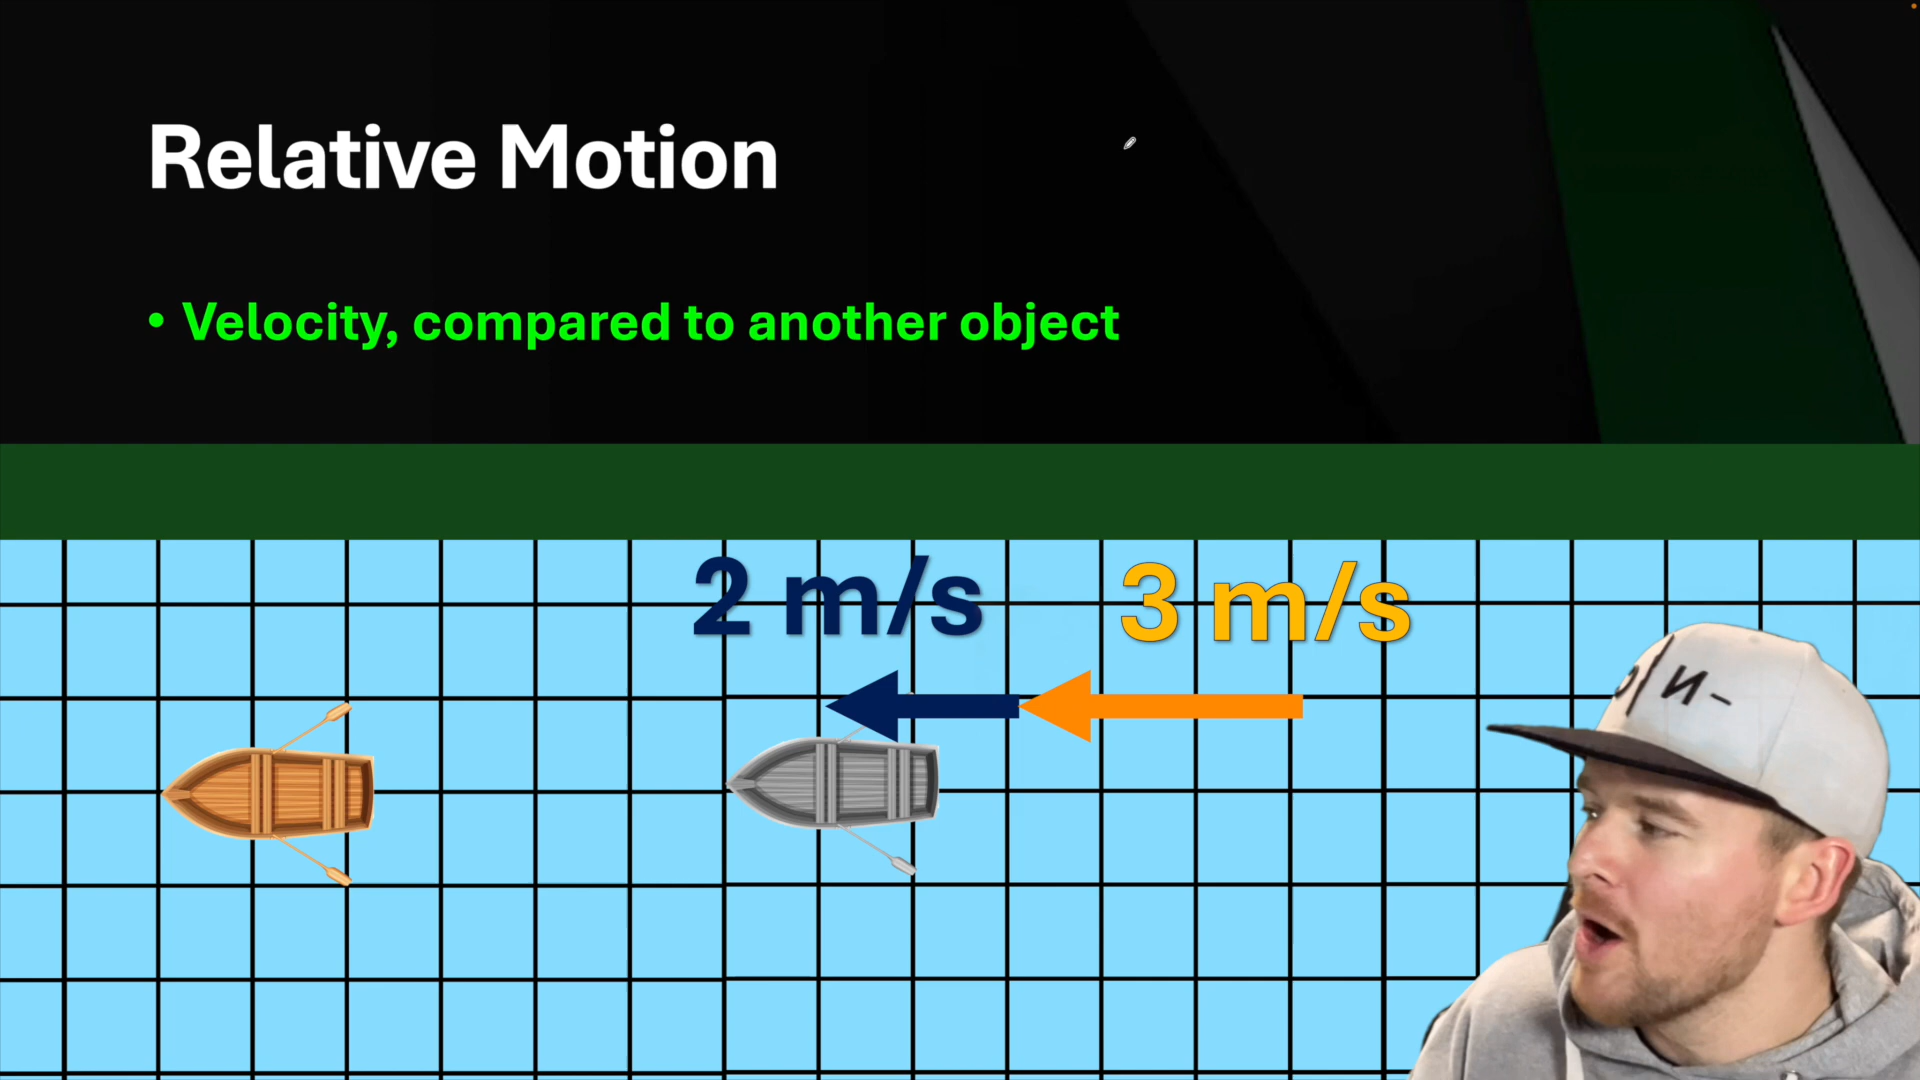 Relative Motion
• Velocity, compared to another object
2 m/s
3 m/s